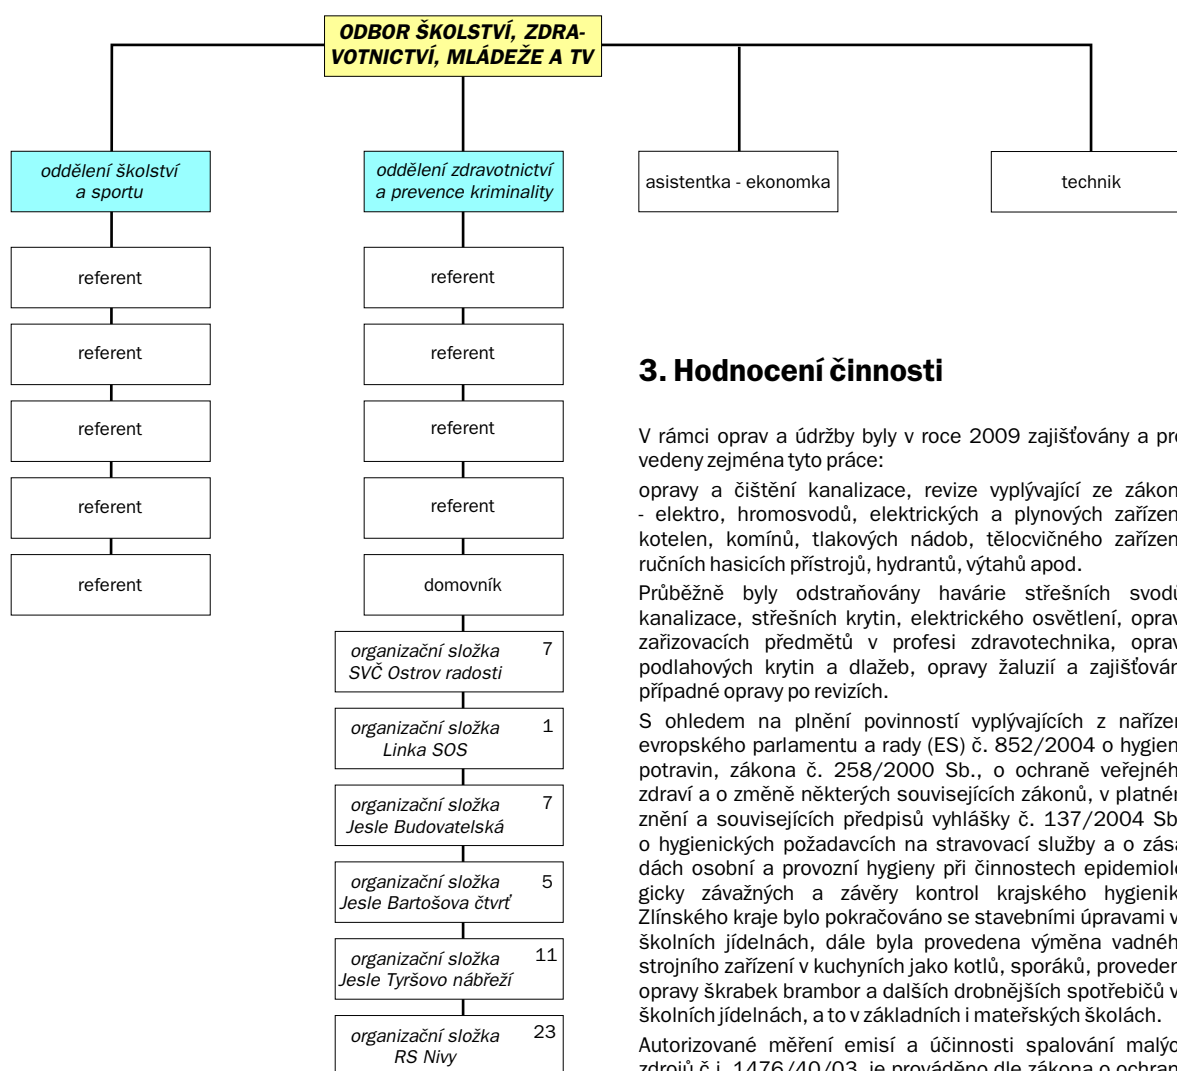 ODBOR ŠKOLSTVÍ, ZDRA-
VOTNICTVÍ, MLÁDEŽE A TV
oddělení školství
a sportu
referent
referent
referent
referent
referent
oddělení zdravotnictví
a prevence kriminality
referent
referent
referent
referent
domovník
organizační složka 7
SVČ Ostrov radosti
organizační složka 1
Linka SOS
organizační složka 7
Jesle Budovatelská
organizační složka 5
Jesle Bartošova čtvrť
organizační složka 11
Jesle Tyršovo nábřeží
organizační složka 23
RS Nivy
asistentka - ekonomka
technik
3. Hodnocení činnosti
V rámci oprav a údržby byly v roce 2009 zajišťovány a pro
vedeny zejména tyto práce:
opravy a čištění kanalizace, revize vyplývající ze zákon
- elektro, hromosvodů, elektrických a plynových zařízen
kotelen, komínů, tlakových nádob, tělocvičného zařízen
ručních hasicích přístrojů, hydrantů, výtahů apod.
Průběžně byly odstraňovány havárie střešních svodů
kanalizace, střešních krytin, elektrického osvětlení, oprav
zařizovacích předmětů v profesi zdravotechnika, oprav
podlahových krytin a dlažeb, opravy žaluzií a zajišťován
případné opravy po revizích.
S ohledem na plnění povinností vyplývajících z nařízen
evropského parlamentu a rady (ES) č. 852/2004 o hygien
potravin, zákona č. 258/2000 Sb., o ochraně veřejnéh
zdraví a o změně některých souvisejících zákonů, v platném
znění a souvisejících předpisů vyhlášky č. 137/2004 Sb
o hygienických požadavcích na stravovací služby a o zása
dách osobní a provozní hygieny při činnostech epidemiolo
gicky závažných a závěry kontrol krajského hygienik
Zlínského kraje bylo pokračováno se stavebními úpravami v
školních jídelnách, dále byla provedena výměna vadnéh
strojního zařízení v kuchyních jako kotlů, sporáků, proveden
opravy škrabek brambor a dalších drobnějších spotřebičů v
školních jídelnách, a to v základních i mateřských školách.
Autorizované měření emisí a účinnosti spalování malýc
zdrojů č.j. 1476/40/03, je prováděno dle zákona o ochran